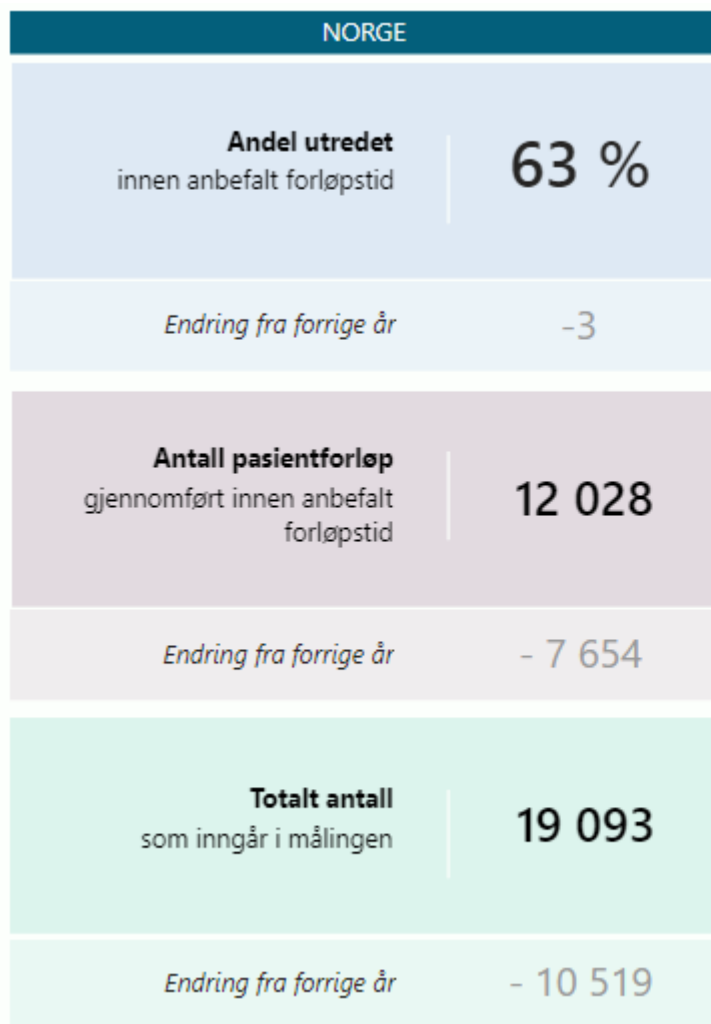 NORGE
Andel utredet
innen anbefalt forløpstid
63 %
Endring fra forrige år
-3
Antall pasientforløp
gjennomført innen anbefalt
forløpstid
12 028
Endring fra forrige år
- 7 654
Totalt antall
som inngår i målingen
19 093
Endring fra forrige år
- 10 519